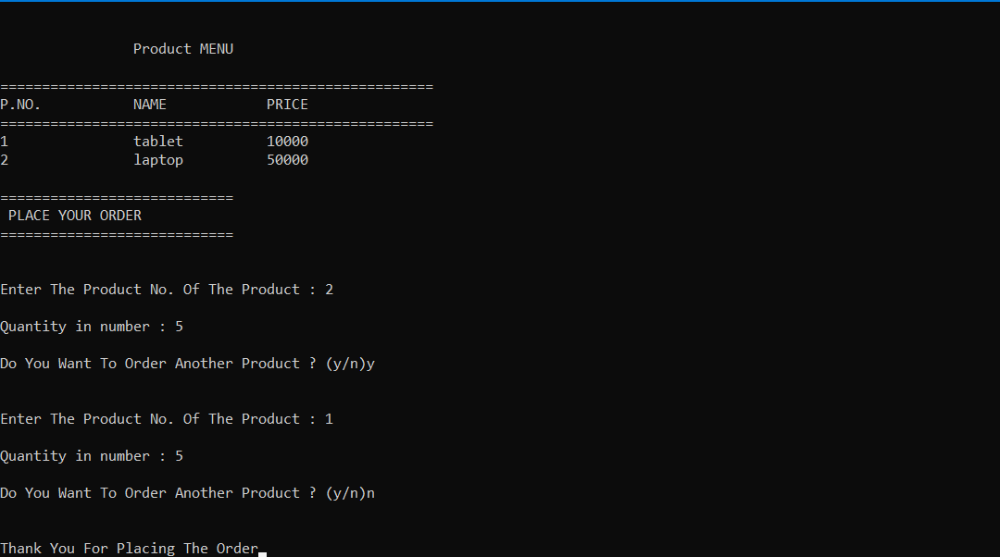 Product MENU
====================================================
P.NO. NAME PRICE
====================================================
1 tablet 10000
2 laptop 50000
============================
PLACE YOUR ORDER
============================
Enter The Product No. Of The Product : 2
Quantity in number : 5
Do You Want To Order Another Product ? (y/n)y
Enter The Product No. Of The Product : 1
Quantity in number : 5
Do You Want To Order Another Product ? (y/n)n
Thank You For Placing The Order